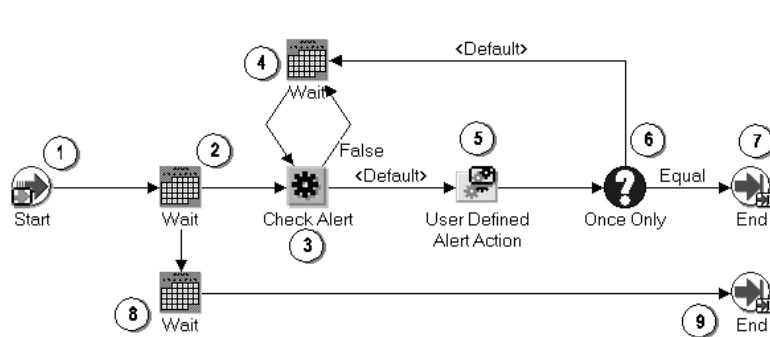 4
Wait
<Default>
1
Start
2
Wait
False
Check Alert
3
<Default>
5
User Defined
Alert Action
6
Once Only
Equal
7
End
8
Wait
9
End